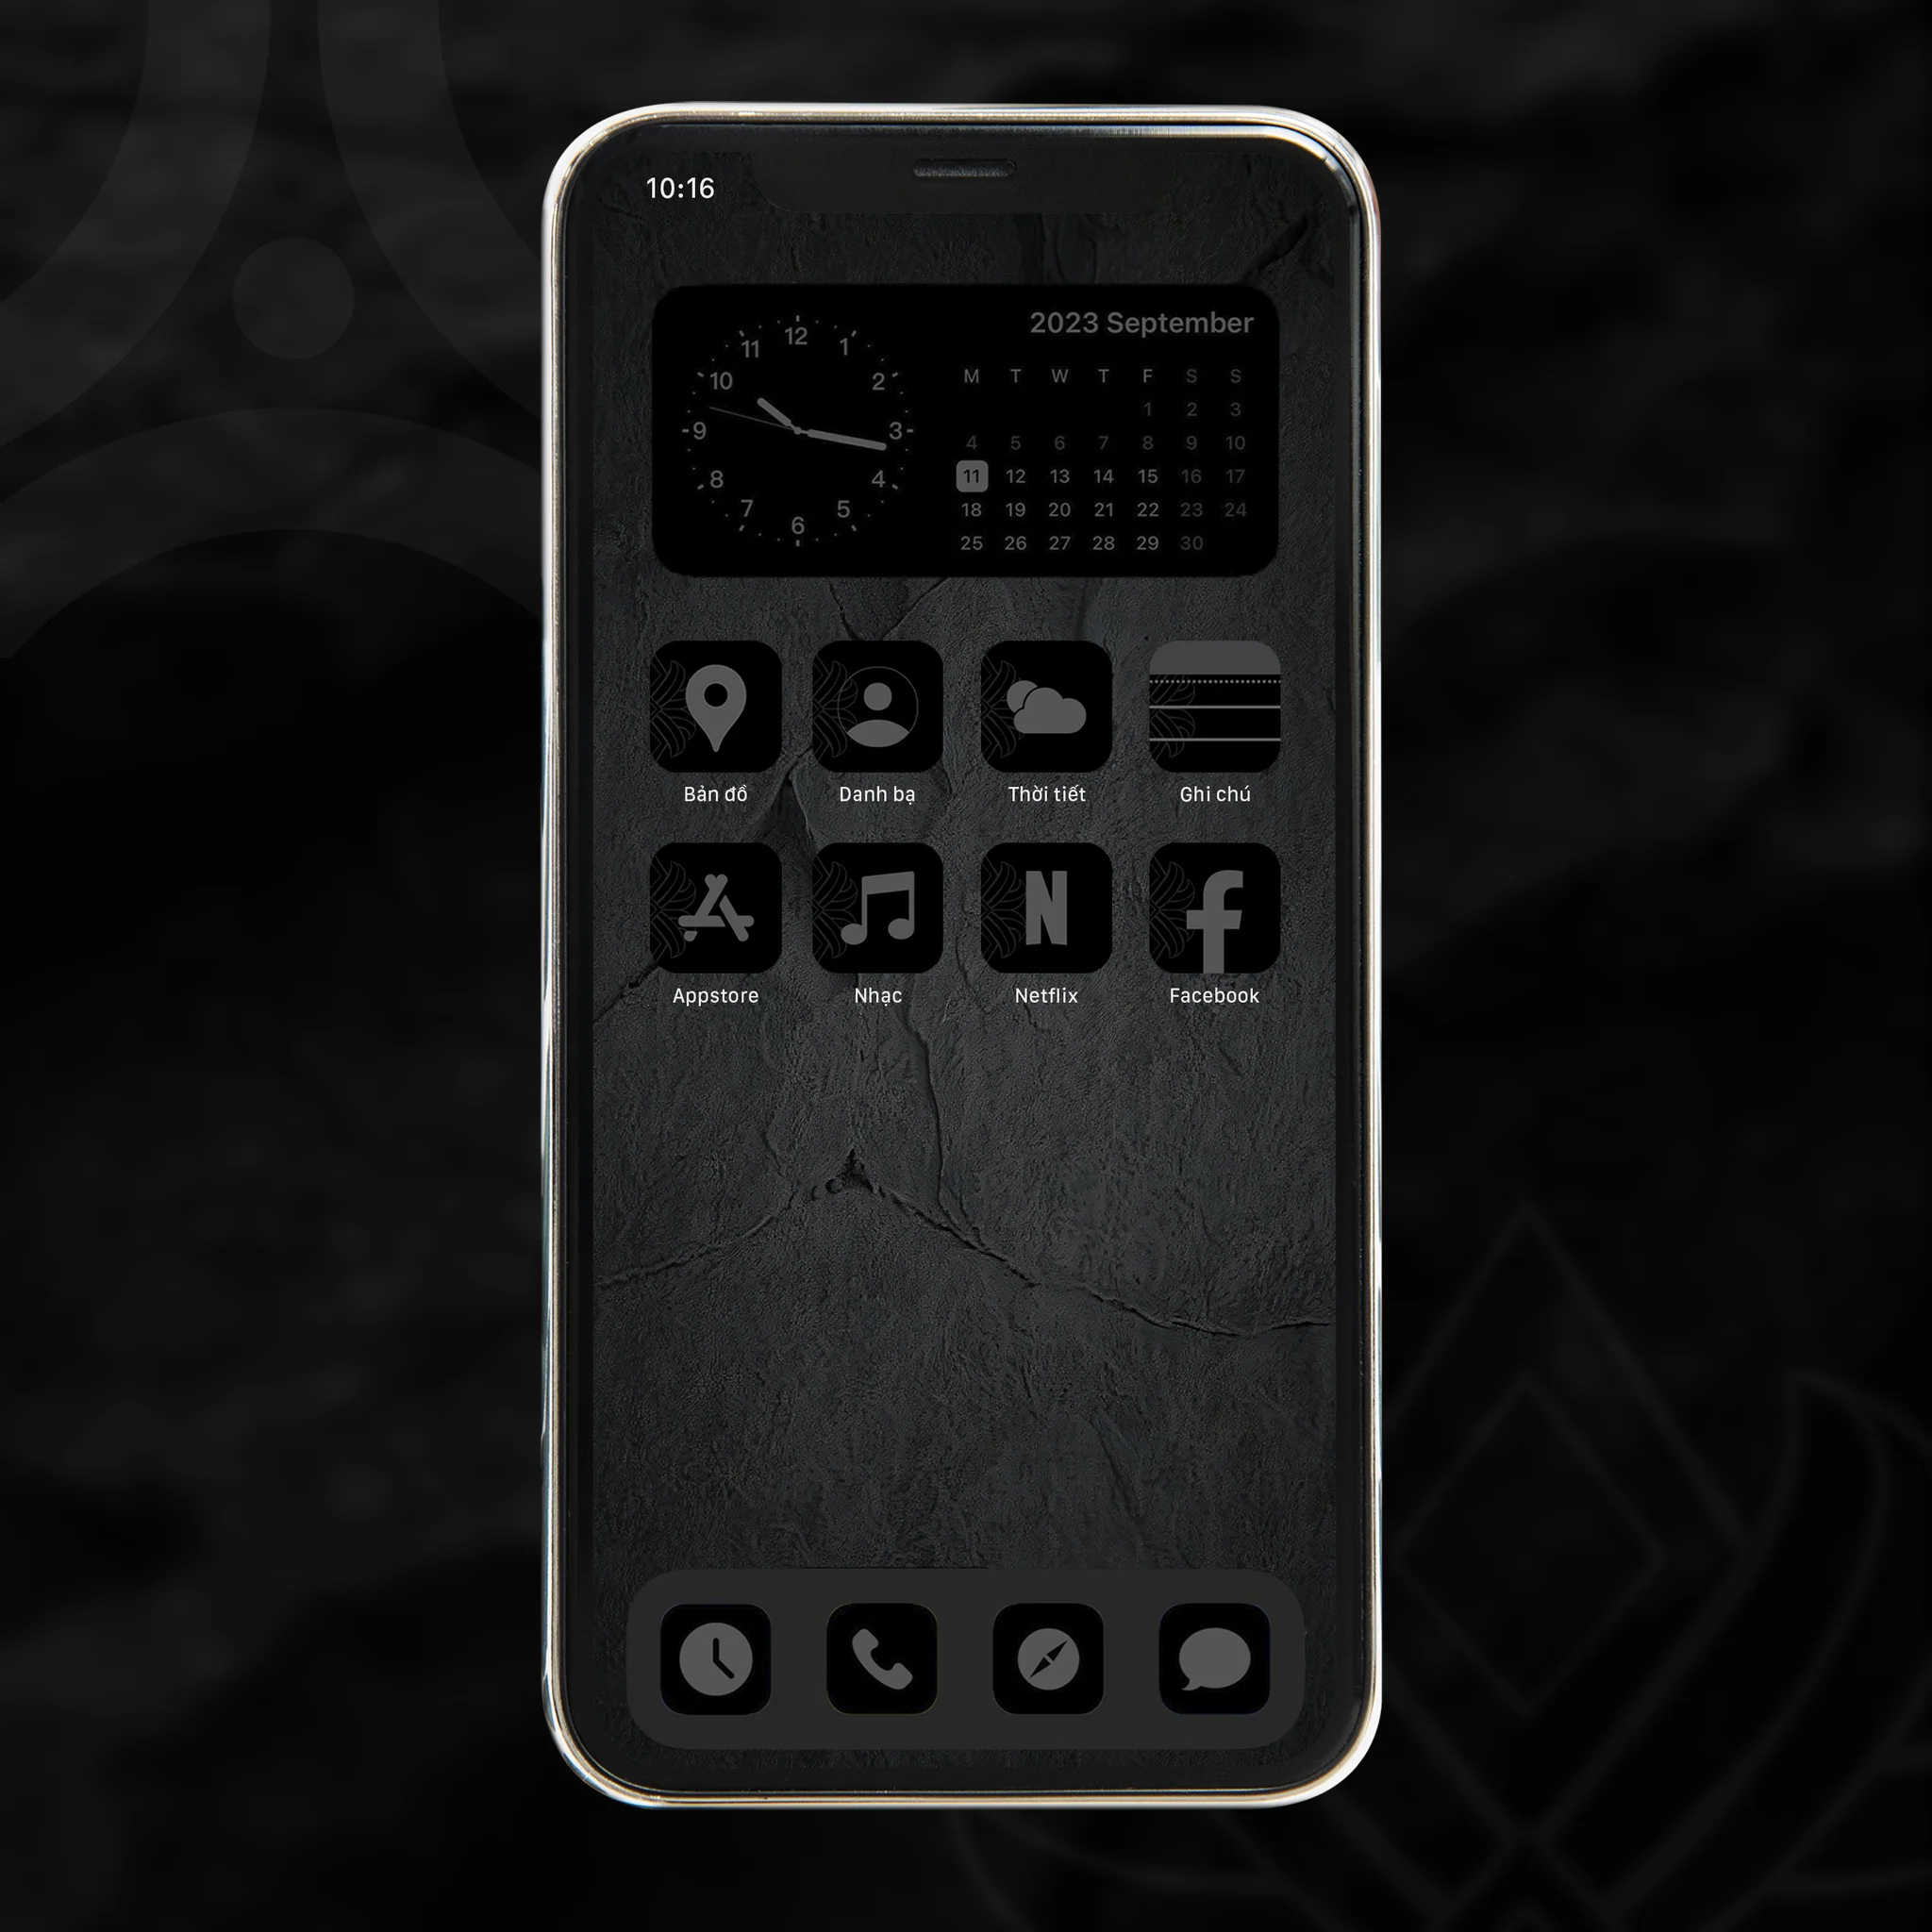 10:16
12
11
1
10
2
9
3
8
4
7
5
6
2023 September
M T W T F S S
1 2 3
4 5 6 7 8 9 10
11 12 13 14 15 16 17
18 19 20 21 22 23 24
25 26 27 28 29 30
Bản đồ Danh bạ Thời tiết Ghi chú
N f
Appstore Nhạc Netflix Facebook